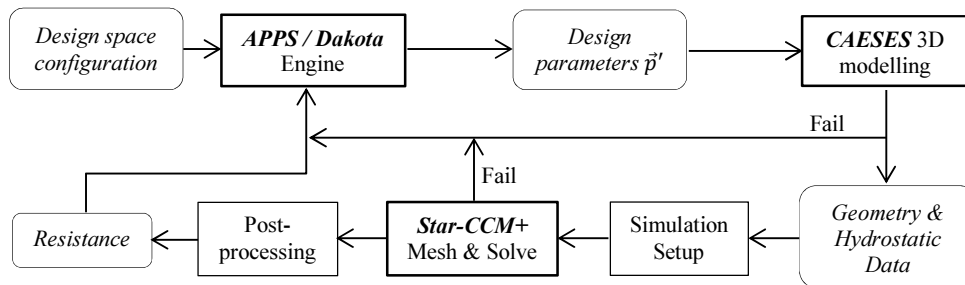 Design space
configuration
APPS / Dakota
Engine
Design
parameters p⃗′
CAESES 3D
modelling
Fail
Fail
Resistance
Post-
processing
Star-CCM+
Mesh & Solve
Simulation
Setup
Geometry &
Hydrostatic
Data